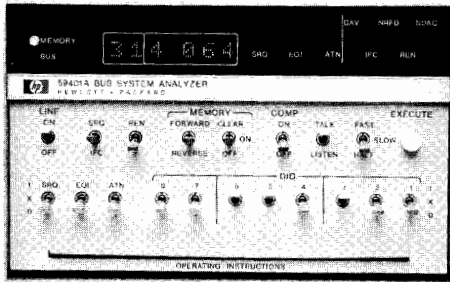 DAV NRFD NDAC
MEMORY
BUS
314 064
SRQ EOI ATN IFC REN
hp 59401A BUS SYSTEM ANALYZER
HEWLETT • PACKARD
LINE MEMORY COMP EXECUTE
ON SRQ REN FORWARD CLEAR ON TALK FAST
ON SLOW
OFF IFC REVERSE OFF OFF LISTEN HALT
DIO
1 SRQ EOI ATN 8 7 6 5 4 3 2 1 1
X X
0 0
OPERATING INSTRUCTIONS